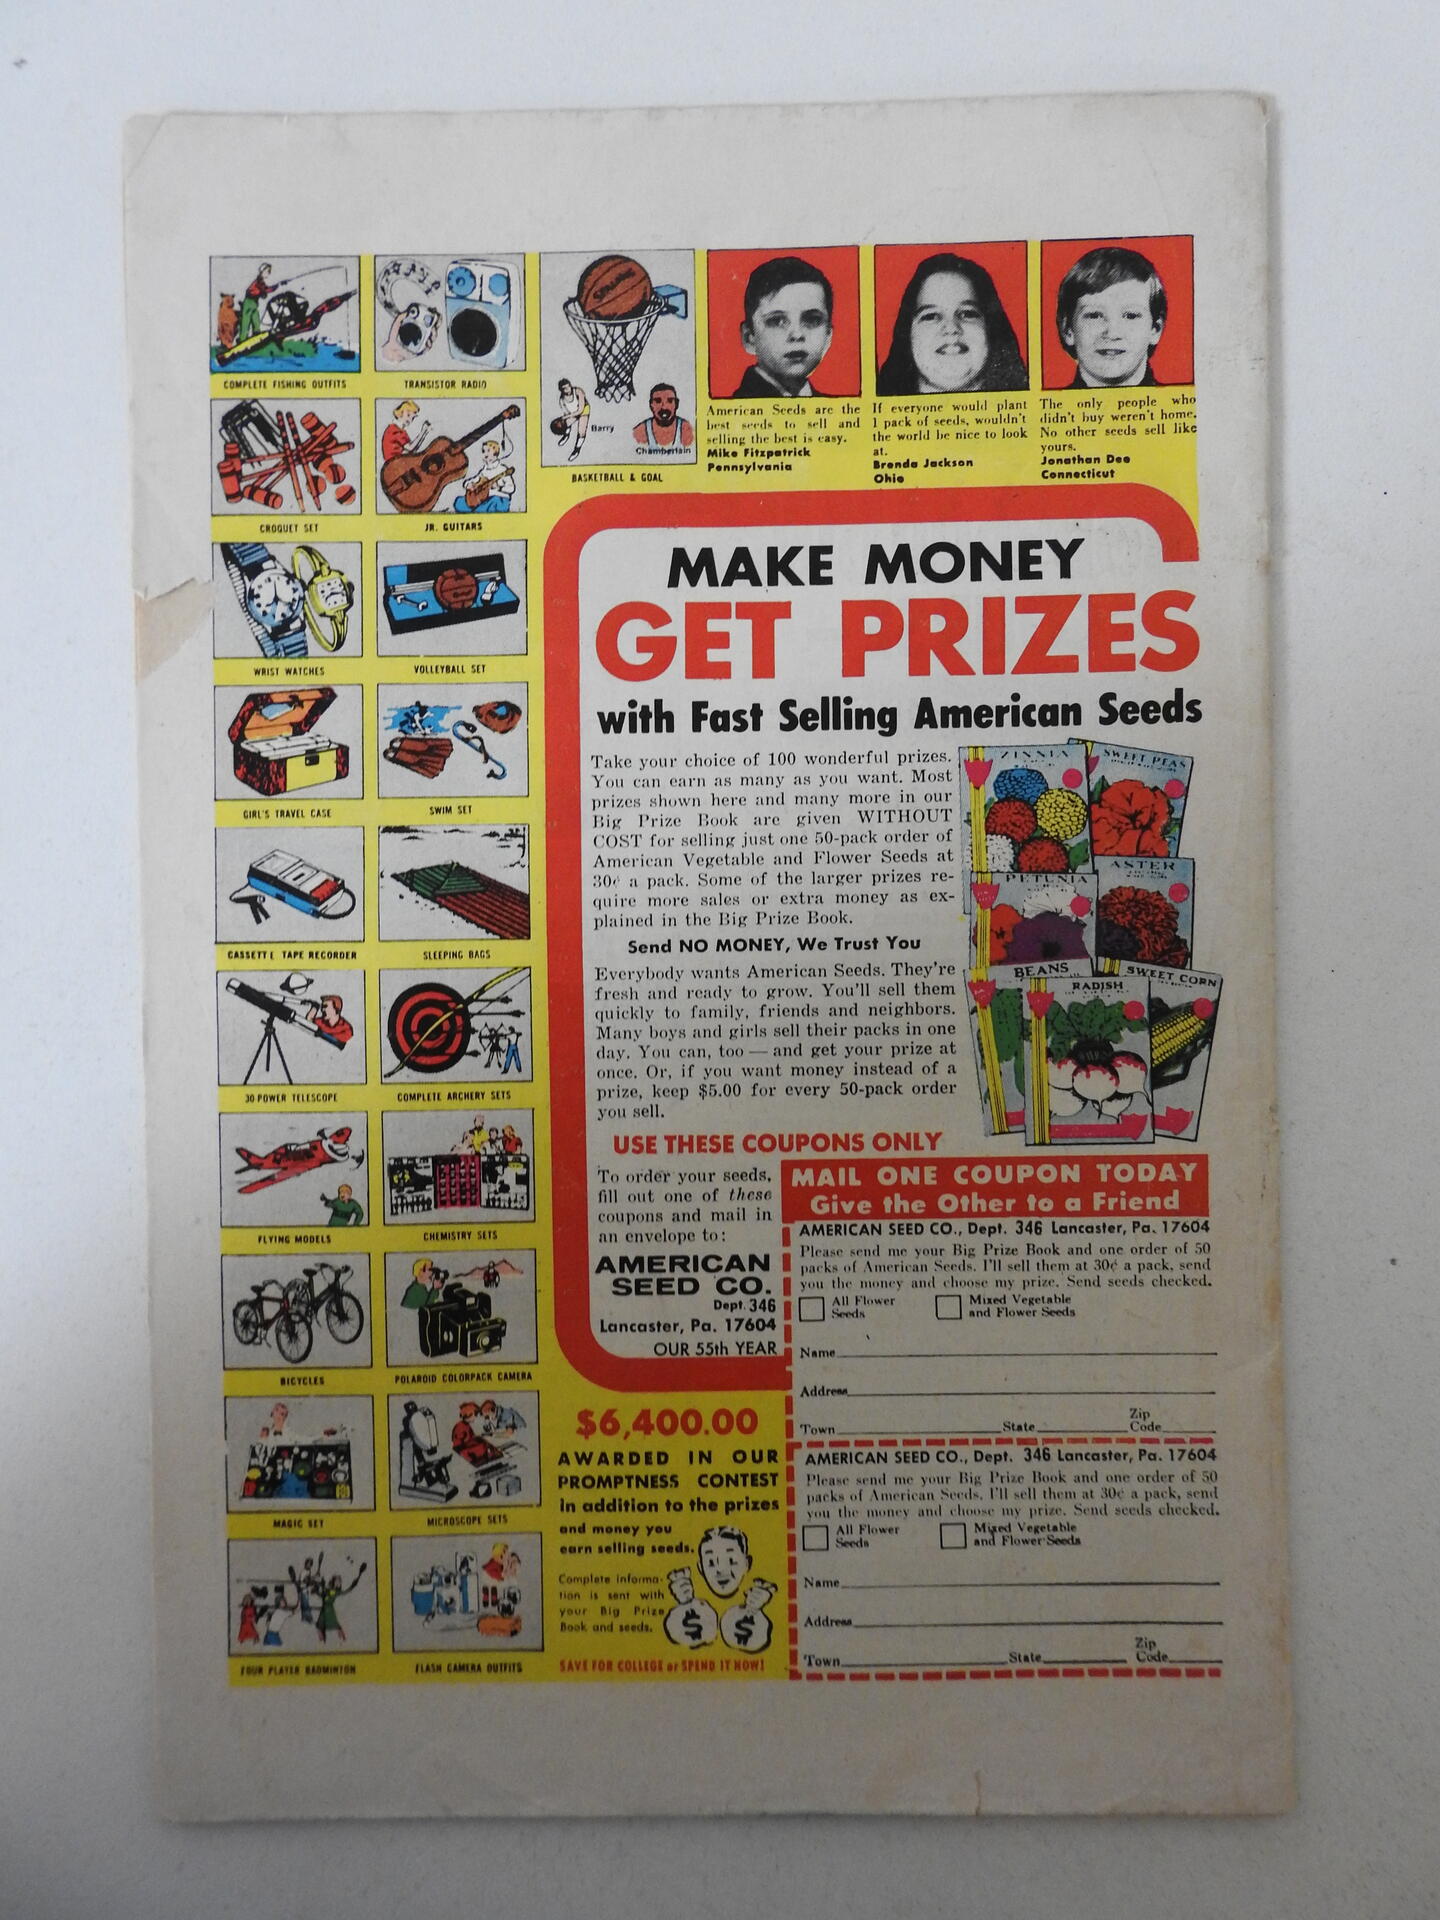 COMPLETE FISHING OUTFITS
TRANSISTOR RADIO
SPALDING
Barry
Chamberlain
BASKETBALL & GOAL
CROQUET SET
JR. GUITARS
WRIST WATCHES
VOLLEYBALL SET
GIRL'S TRAVEL CASE
SWIM SET
CASSETTE TAPE RECORDER
SLEEPING BAGS
30 POWER TELESCOPE
COMPLETE ARCHERY SETS
FLYING MODELS
CHEMISTRY SETS
BICYCLES
POLAROID COLORPACK CAMERA
MAGIC SET
MICROSCOPE SETS
FOUR PLAYER BADMINTON
FLASH CAMERA OUTFITS
American Seeds are the
best seeds to sell and
selling the best is easy.
Mike Fitzpatrick
Pennsylvania
If everyone would plant
1 pack of seeds, wouldn't
the world be nice to look
at.
Brenda Jackson
Ohio
The only people who
didn't buy weren't home.
No other seeds sell like
yours.
Jonathan Dee
Connecticut
MAKE MONEY
GET PRIZES
with Fast Selling American Seeds
Take your choice of 100 wonderful prizes.
You can earn as many as you want. Most
prizes shown here and many more in our
Big Prize Book are given WITHOUT
COST for selling just one 50-pack order of
American Vegetable and Flower Seeds at
30¢ a pack. Some of the larger prizes re-
quire more sales or extra money as ex-
plained in the Big Prize Book.
Send NO MONEY, We Trust You
Everybody wants American Seeds. They're
fresh and ready to grow. You'll sell them
quickly to family, friends and neighbors.
Many boys and girls sell their packs in one
day. You can, too — and get your prize at
once. Or, if you want money instead of a
prize, keep $5.00 for every 50-pack order
you sell.
ZINNIA
SWEET PEAS
ASTER
PETUNIA
BEANS
SWEET CORN
RADISH
USE THESE COUPONS ONLY
To order your seeds,
fill out one of these
coupons and mail in
an envelope to:
AMERICAN
SEED CO.
Dept. 346
Lancaster, Pa. 17604
OUR 55th YEAR
MAIL ONE COUPON TODAY
Give the Other to a Friend
AMERICAN SEED CO., Dept. 346 Lancaster, Pa. 17604
Please send me your Big Prize Book and one order of 50
packs of American Seeds. I'll sell them at 30¢ a pack, send
you the money and choose my prize. Send seeds checked.
All Flower
Seeds
Mixed Vegetable
and Flower Seeds
Name
Address
Town State Zip Code
AMERICAN SEED CO., Dept. 346 Lancaster, Pa. 17604
Please send me your Big Prize Book and one order of 50
packs of American Seeds. I'll sell them at 30¢ a pack, send
you the money and choose my prize. Send seeds checked.
All Flower
Seeds
Mixed Vegetable
and Flower Seeds
Name
Address
Town State Zip Code
$6,400.00
AWARDED IN OUR
PROMPTNESS CONTEST
in addition to the prizes
and money you
earn selling seeds.
Complete informa-
tion is sent with
your Big Prize
Book and seeds.
$ $
SAVE FOR COLLEGE or SPEND IT NOW!